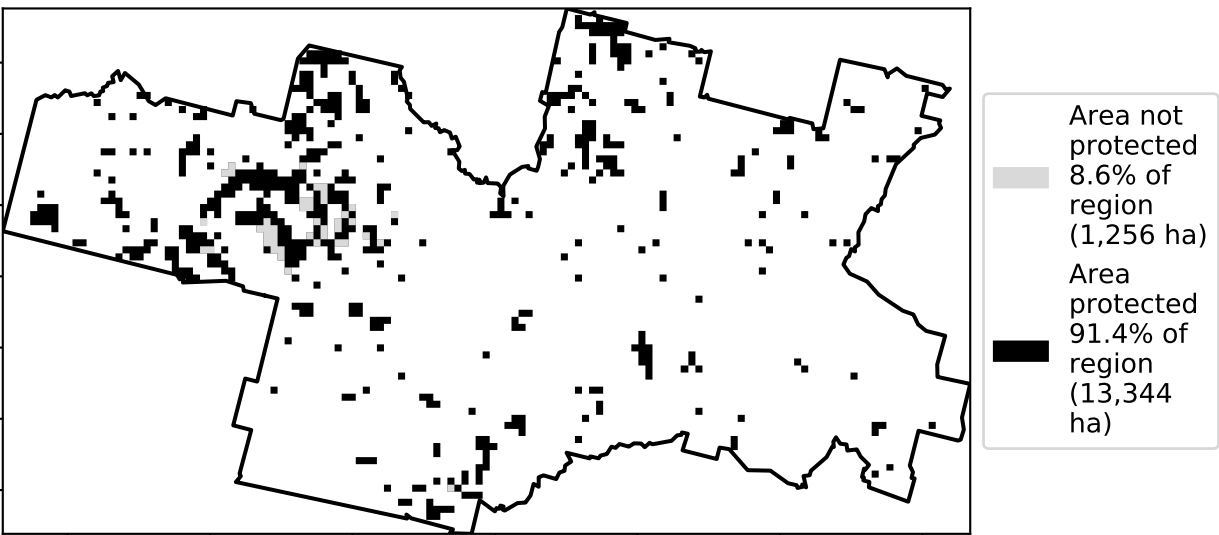 Area not
protected
8.6% of
region
(1,256 ha)
Area
protected
91.4% of
region
(13,344
ha)